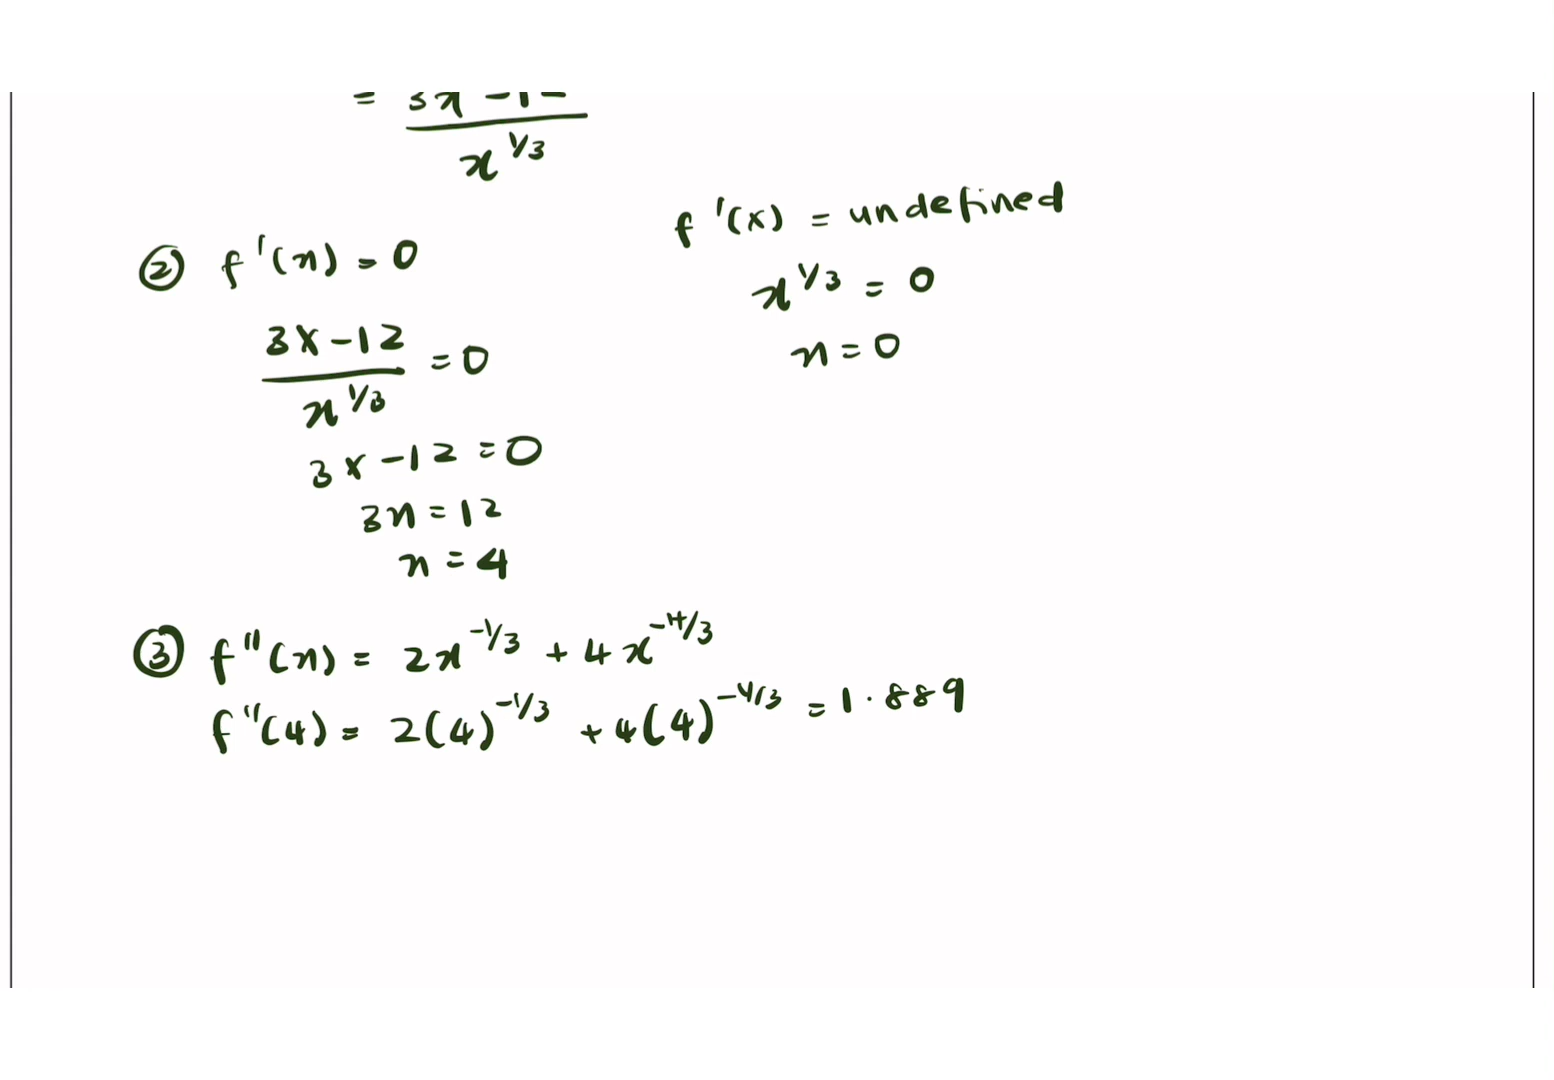 = 3x - 12
x^1/3
② f'(x) = 0
3x - 12 / x^1/3 = 0
3x - 12 = 0
3x = 12
x = 4
f'(x) = undefined
x^1/3 = 0
x = 0
③ f''(x) = 2x^-1/3 + 4x^-4/3
f''(4) = 2(4)^-1/3 + 4(4)^-4/3 = 1.889